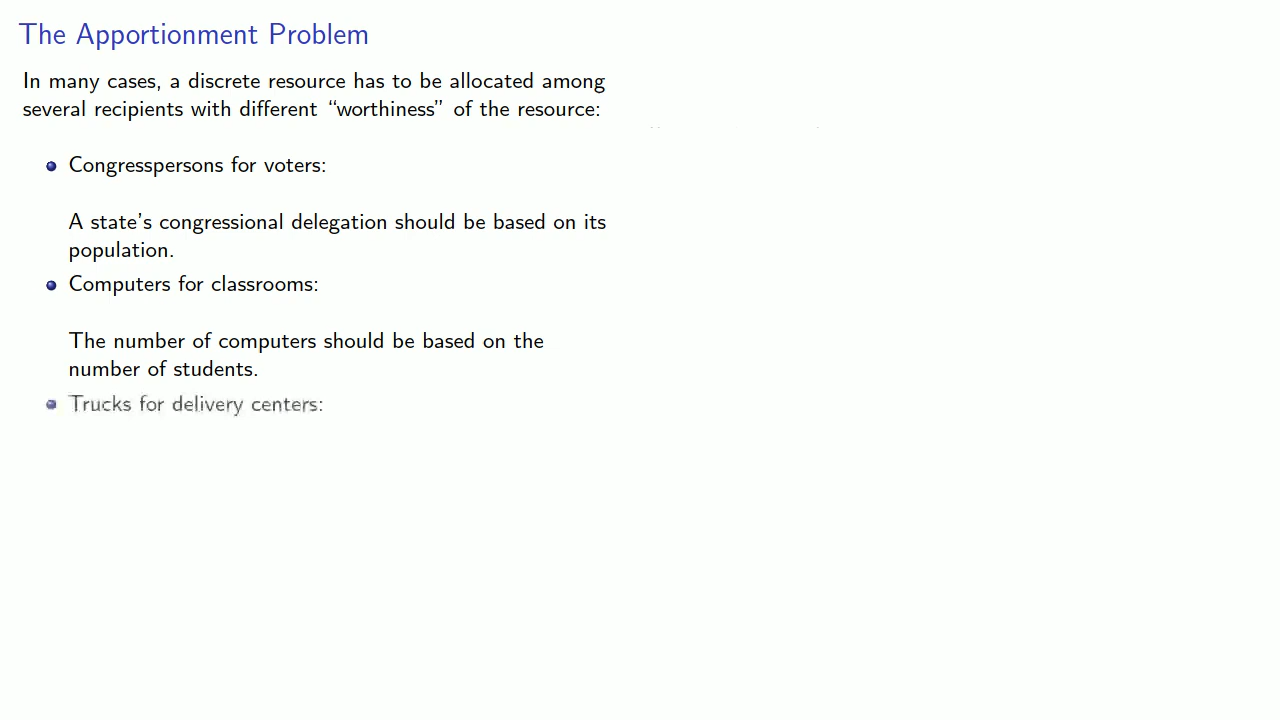 The Apportionment Problem
In many cases, a discrete resource has to be allocated among
several recipients with different “worthiness” of the resource:
Congresspersons for voters:
A state's congressional delegation should be based on its
population.
Computers for classrooms:
The number of computers should be based on the
number of students.
Trucks for delivery centers: